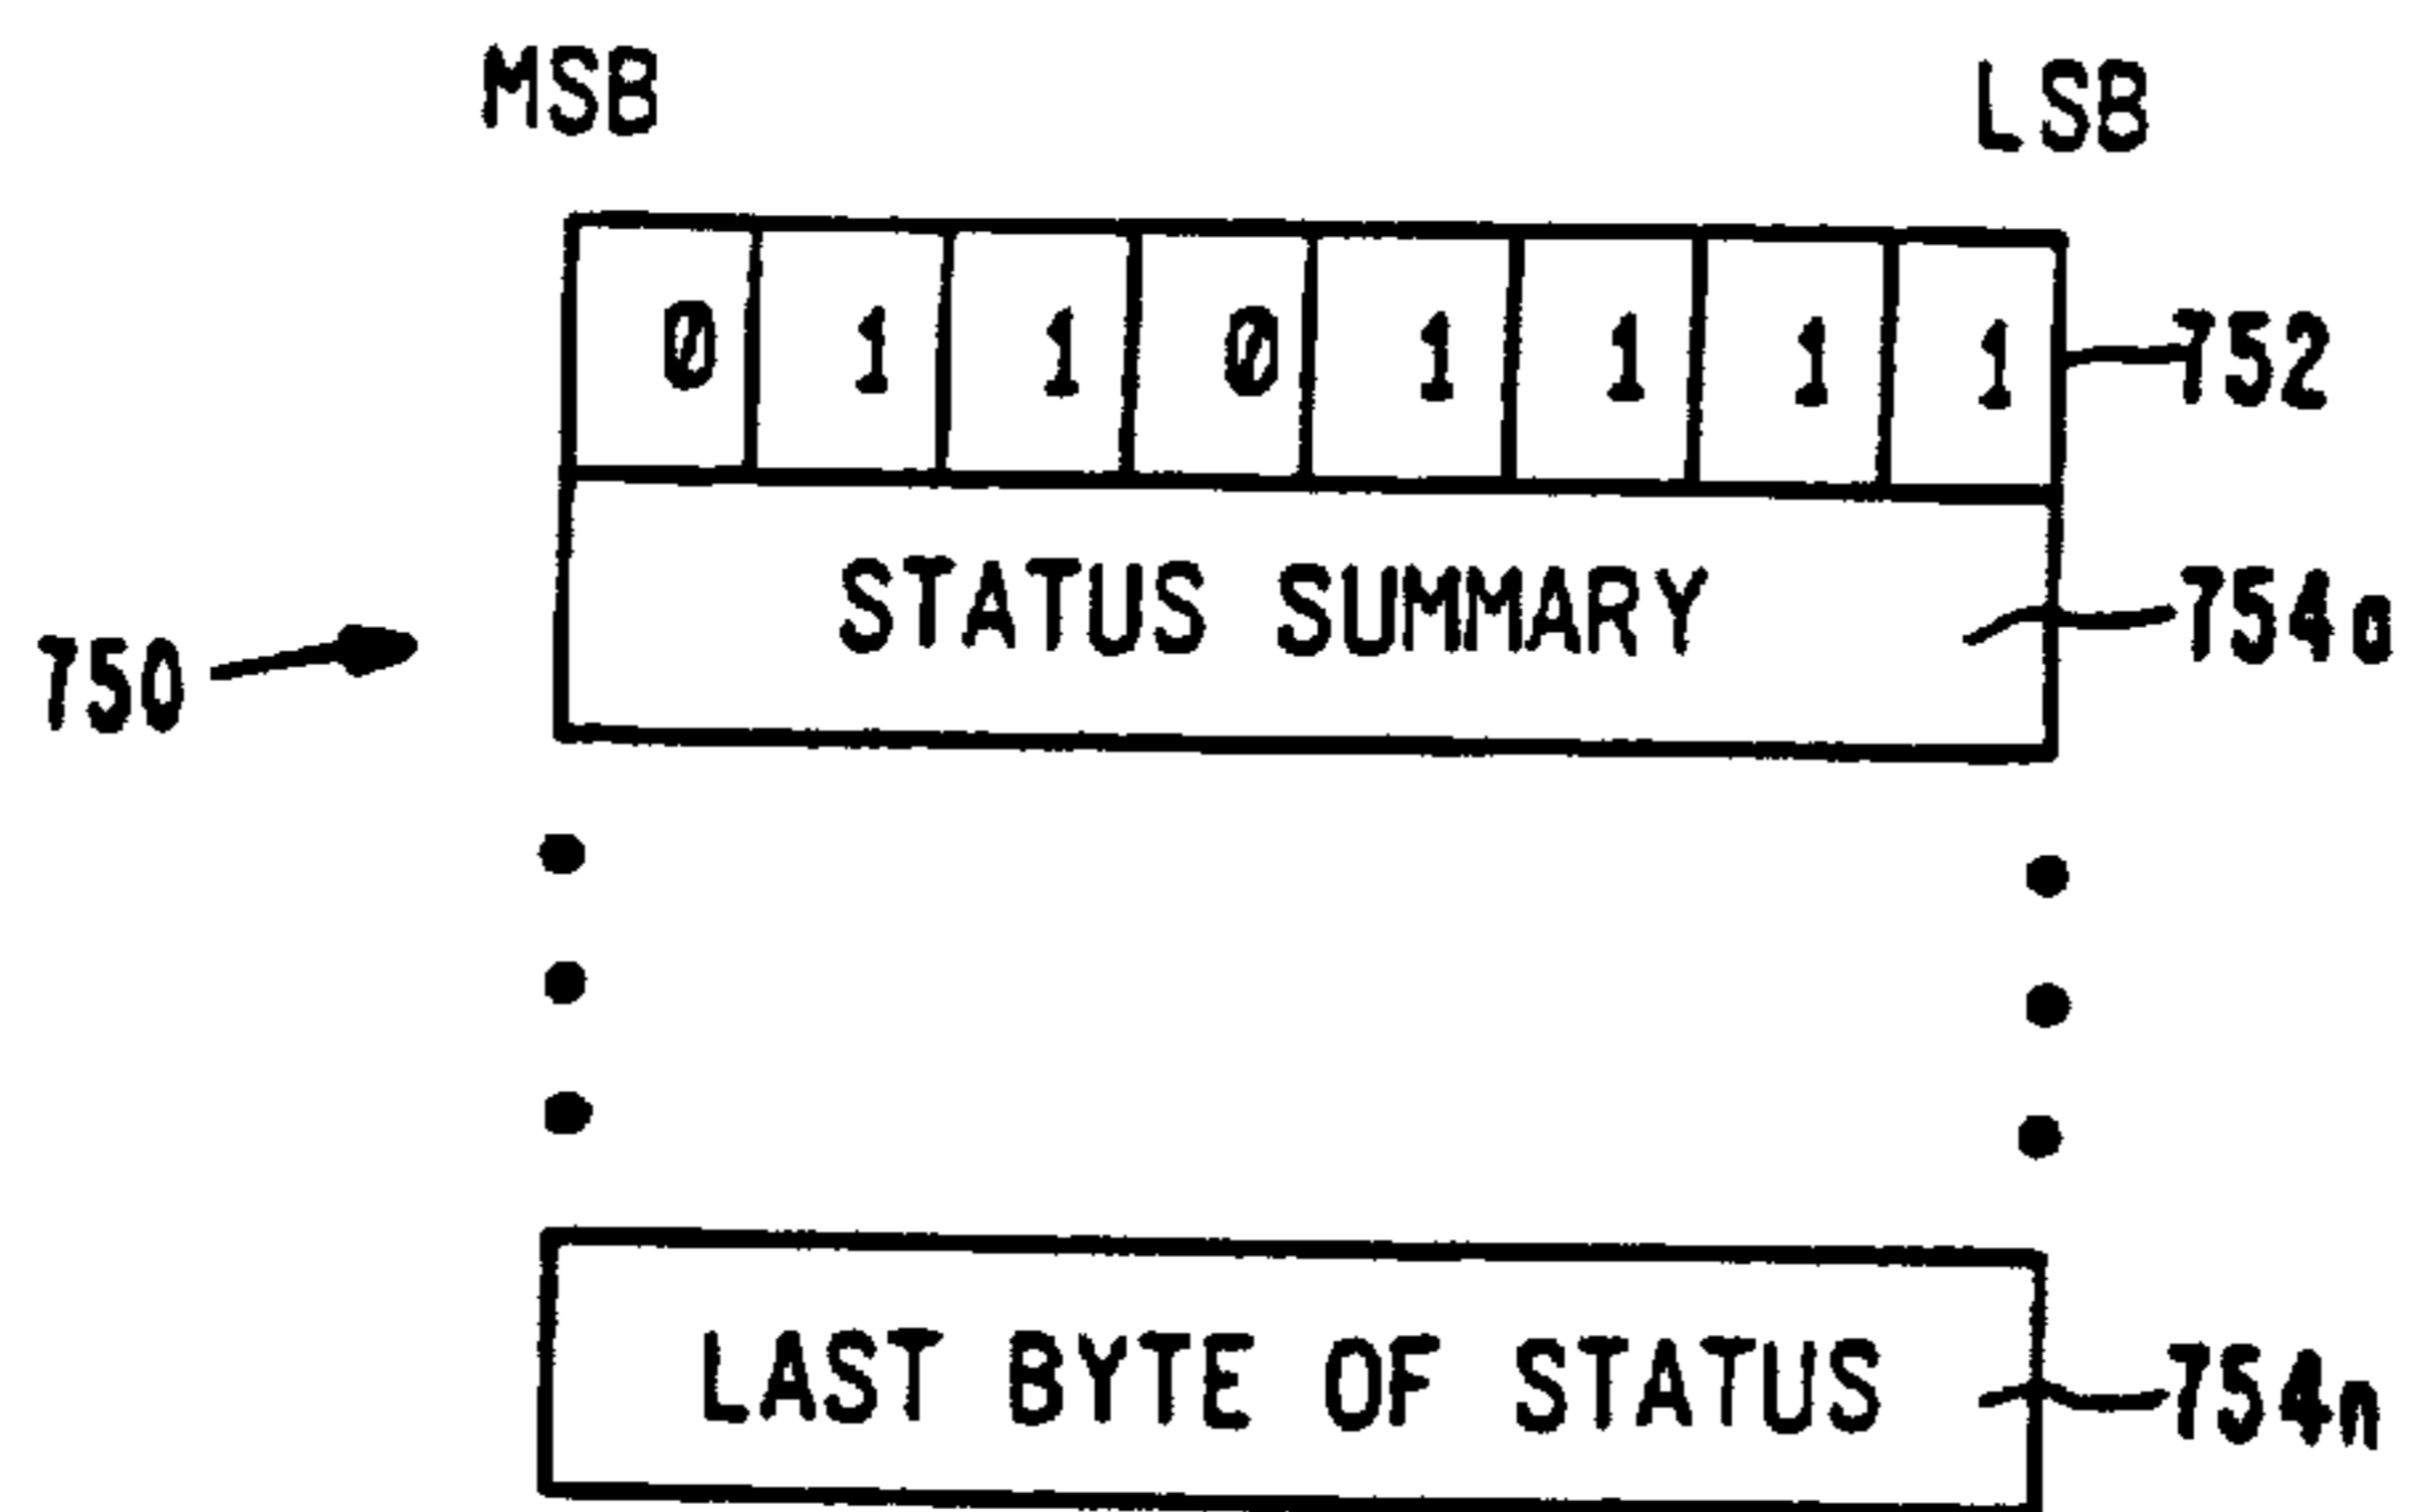 MSB LSB
0 1 1 0 1 1 1 1 752
STATUS SUMMARY 754a
750
LAST BYTE OF STATUS 754n